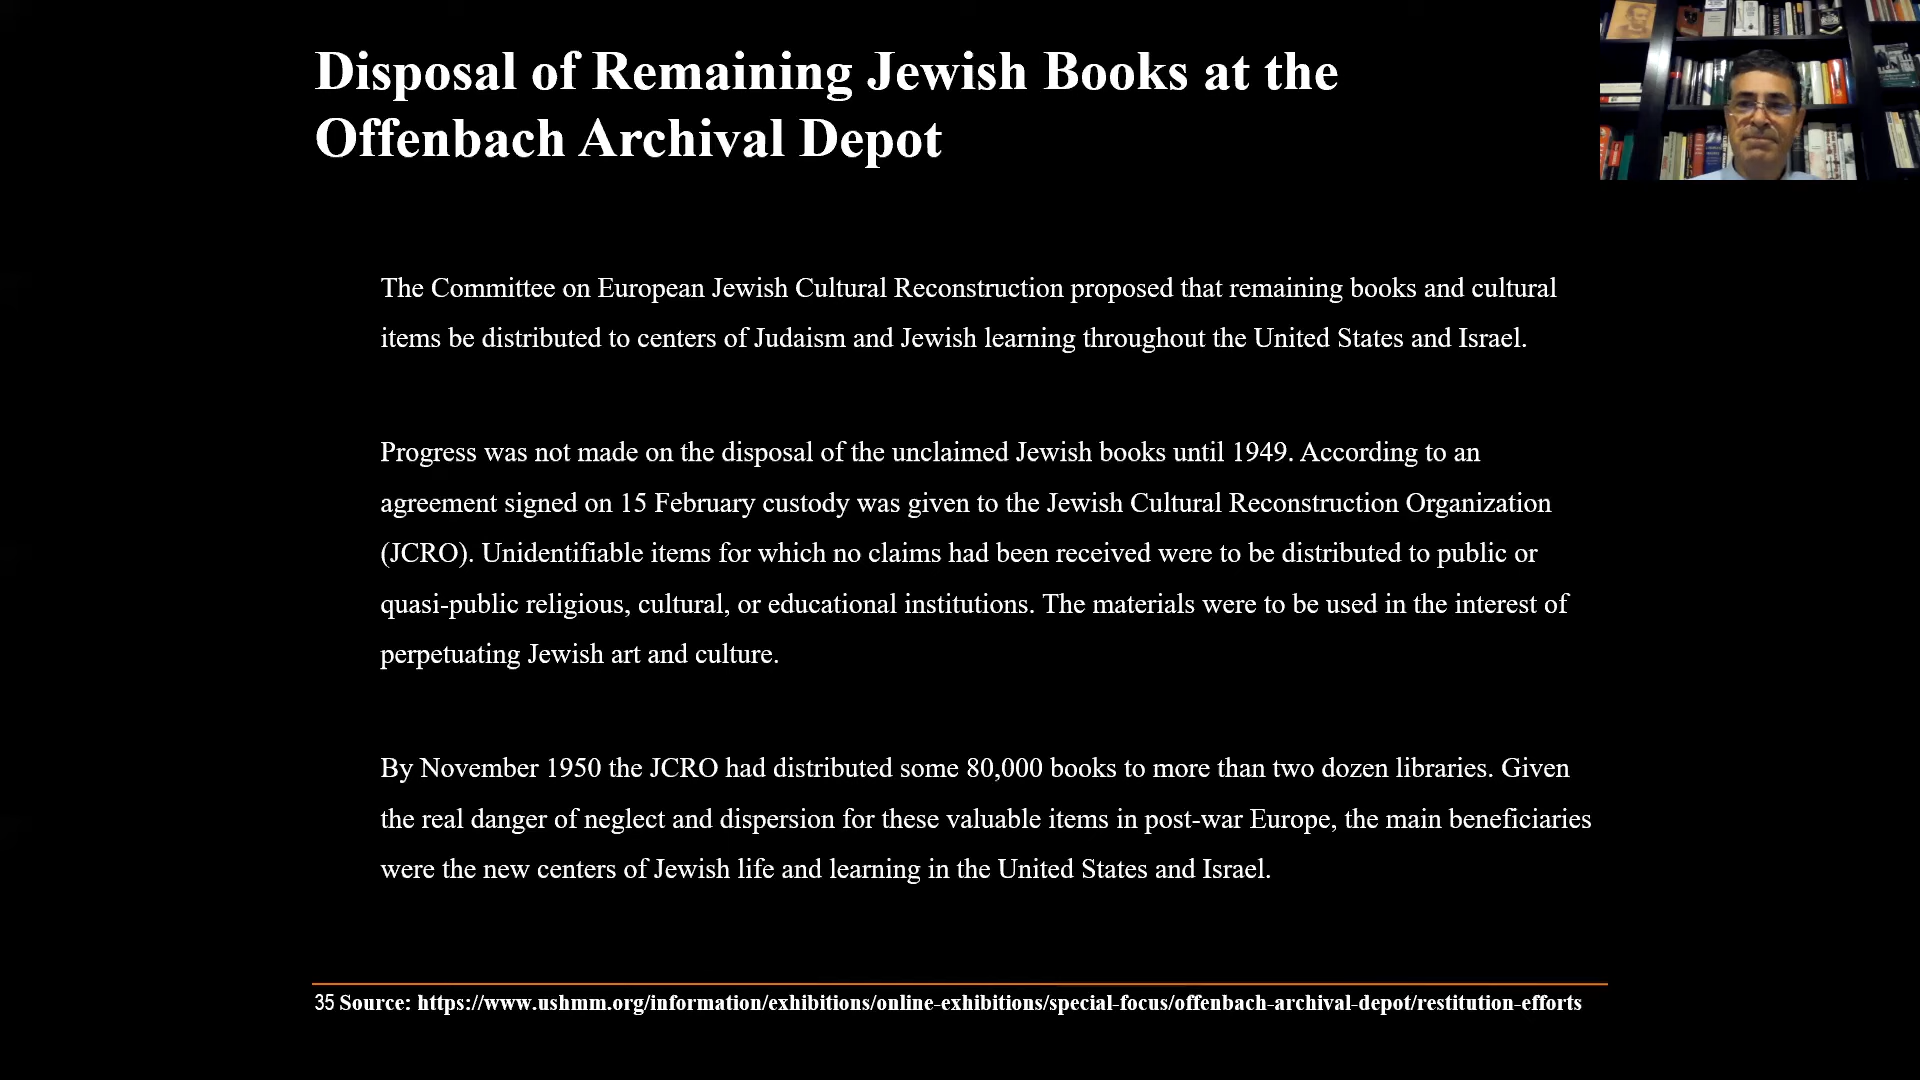 Disposal of Remaining Jewish Books at the
Offenbach Archival Depot
The Committee on European Jewish Cultural Reconstruction proposed that remaining books and cultural
items be distributed to centers of Judaism and Jewish learning throughout the United States and Israel.
Progress was not made on the disposal of the unclaimed Jewish books until 1949. According to an
agreement signed on 15 February custody was given to the Jewish Cultural Reconstruction Organization
(JCRO). Unidentifiable items for which no claims had been received were to be distributed to public or
quasi-public religious, cultural, or educational institutions. The materials were to be used in the interest of
perpetuating Jewish art and culture.
By November 1950 the JCRO had distributed some 80,000 books to more than two dozen libraries. Given
the real danger of neglect and dispersion for these valuable items in post-war Europe, the main beneficiaries
were the new centers of Jewish life and learning in the United States and Israel.
35 Source: https://www.ushmm.org/information/exhibitions/online-exhibitions/special-focus/offenbach-archival-depot/restitution-efforts